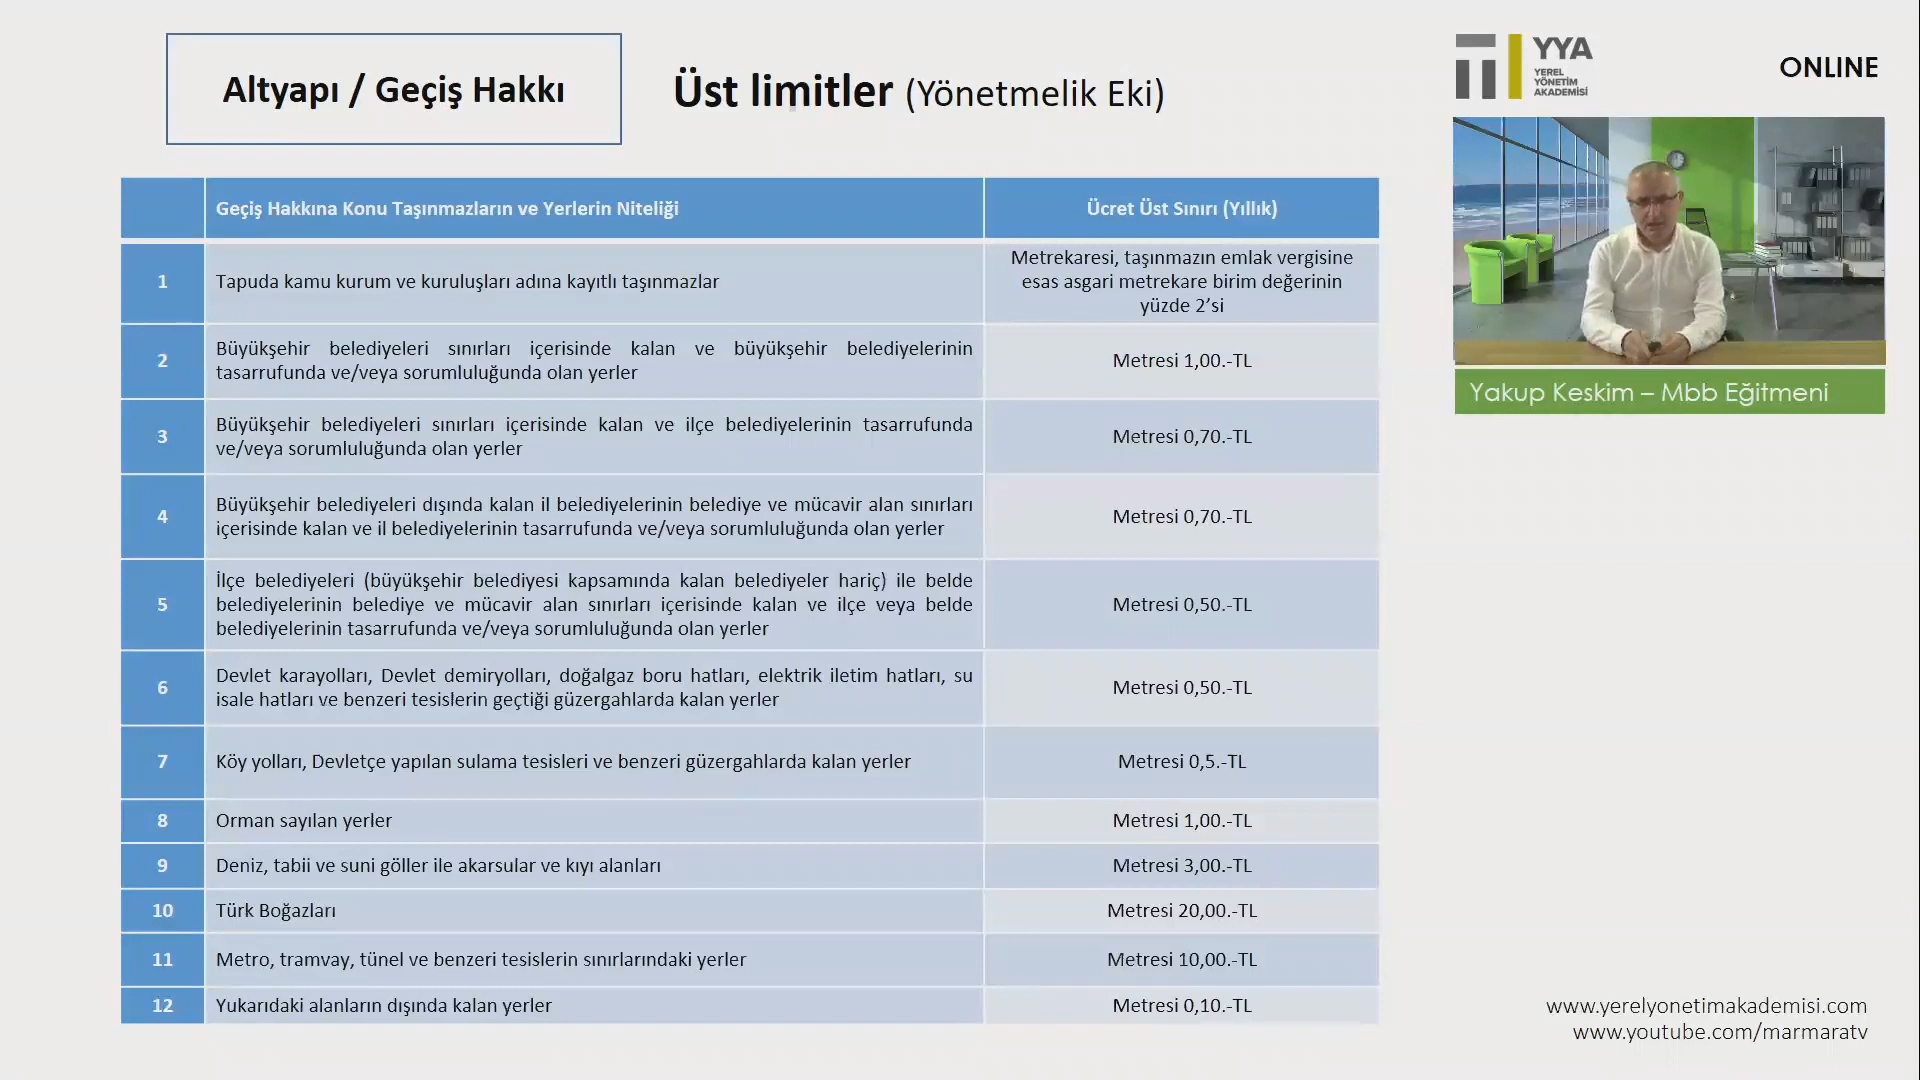 Altyapı / Geçiş Hakkı
Üst limitler (Yönetmelik Eki)
YYA
YEREL
YÖNETİM
AKADEMİSİ
ONLINE
Yakup Keskim – Mbb Eğitmeni
Geçiş Hakkına Konu Taşınmazların ve Yerlerin Niteliği
Ücret Üst Sınırı (Yıllık)
1
Tapuda kamu kurum ve kuruluşları adına kayıtlı taşınmazlar
Metrekaresi, taşınmazın emlak vergisine
esas asgari metrekare birim değerinin
yüzde 2’si
2
Büyükşehir belediyeleri sınırları içerisinde kalan ve büyükşehir belediyelerinin
tasarrufunda ve/veya sorumluluğunda olan yerler
Metresi 1,00.-TL
3
Büyükşehir belediyeleri sınırları içerisinde kalan ve ilçe belediyelerinin tasarrufunda
ve/veya sorumluluğunda olan yerler
Metresi 0,70.-TL
4
Büyükşehir belediyeleri dışında kalan il belediyelerinin belediye ve mücavir alan sınırları
içerisinde kalan ve il belediyelerinin tasarrufunda ve/veya sorumluluğunda olan yerler
Metresi 0,70.-TL
5
İlçe belediyeleri (büyükşehir belediyesi kapsamında kalan belediyeler hariç) ile belde
belediyelerinin belediye ve mücavir alan sınırları içerisinde kalan ve ilçe veya belde
belediyelerinin tasarrufunda ve/veya sorumluluğunda olan yerler
Metresi 0,50.-TL
6
Devlet karayolları, Devlet demiryolları, doğalgaz boru hatları, elektrik iletim hatları, su
isale hatları ve benzeri tesislerin geçtiği güzergahlarda kalan yerler
Metresi 0,50.-TL
7
Köy yolları, Devletçe yapılan sulama tesisleri ve benzeri güzergahlarda kalan yerler
Metresi 0,5.-TL
8
Orman sayılan yerler
Metresi 1,00.-TL
9
Deniz, tabii ve suni göller ile akarsular ve kıyı alanları
Metresi 3,00.-TL
10
Türk Boğazları
Metresi 20,00.-TL
11
Metro, tramvay, tünel ve benzeri tesislerin sınırlarındaki yerler
Metresi 10,00.-TL
12
Yukarıdaki alanların dışında kalan yerler
Metresi 0,10.-TL
www.yerelyonetimakademisi.com
www.youtube.com/marmaratv